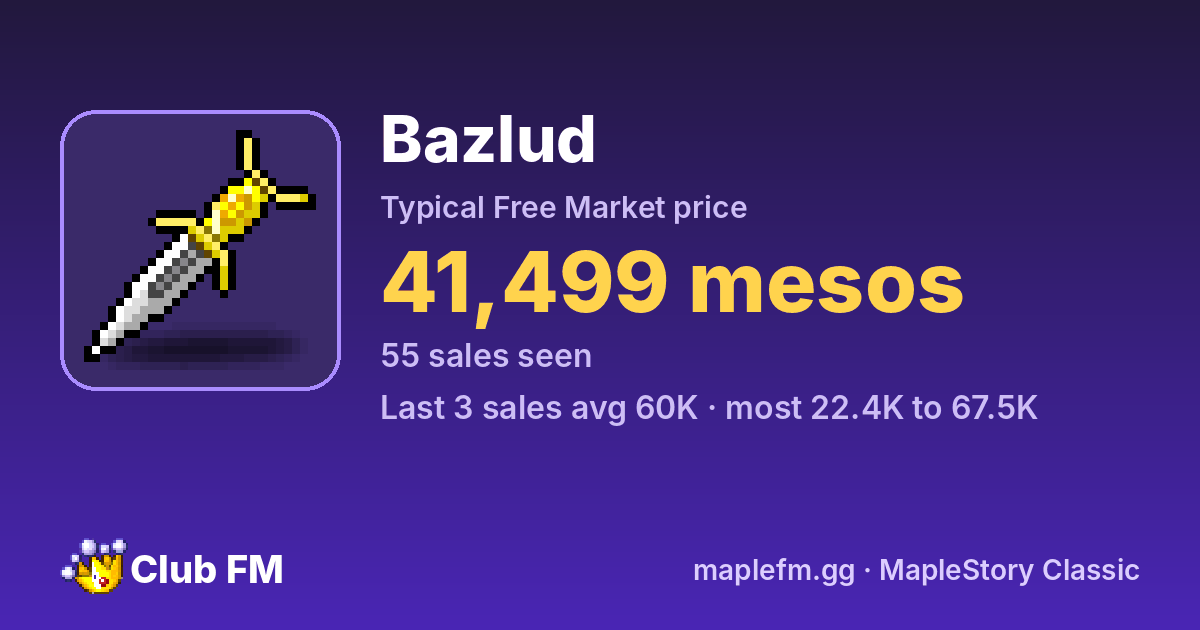 Bazlud
Typical Free Market price
41,499 mesos
55 sales seen
Last 3 sales avg 60K · most 22.4K to 67.5K
Club FM
maplefm.gg · MapleStory Classic